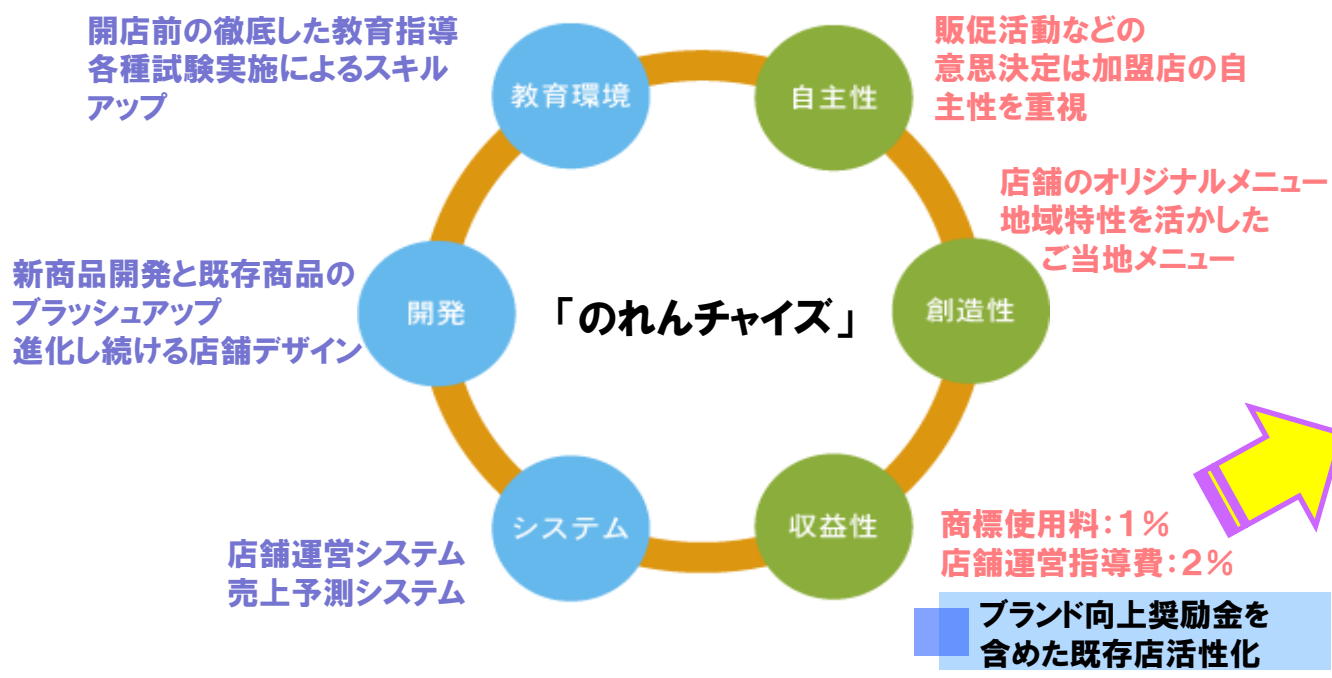 開店前の徹底した教育指導
各種試験実施によるスキル
アップ
教育環境
自主性
販促活動などの
意思決定は加盟店の自
主性を重視
店舗のオリジナルメニュー
地域特性を活かした
ご当地メニュー
新商品開発と既存商品の
ブラッシュアップ
進化し続ける店舗デザイン
開発
「のれんチャイズ」
創造性
システム
収益性
店舗運営システム
売上予測システム
商標使用料:1%
店舗運営指導費:2%
ブランド向上奨励金を
含めた既存店活性化